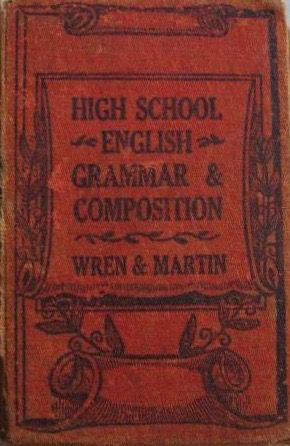 HIGH SCHOOL
ENGLISH
GRAMMAR &
COMPOSITION
WREN & MARTIN